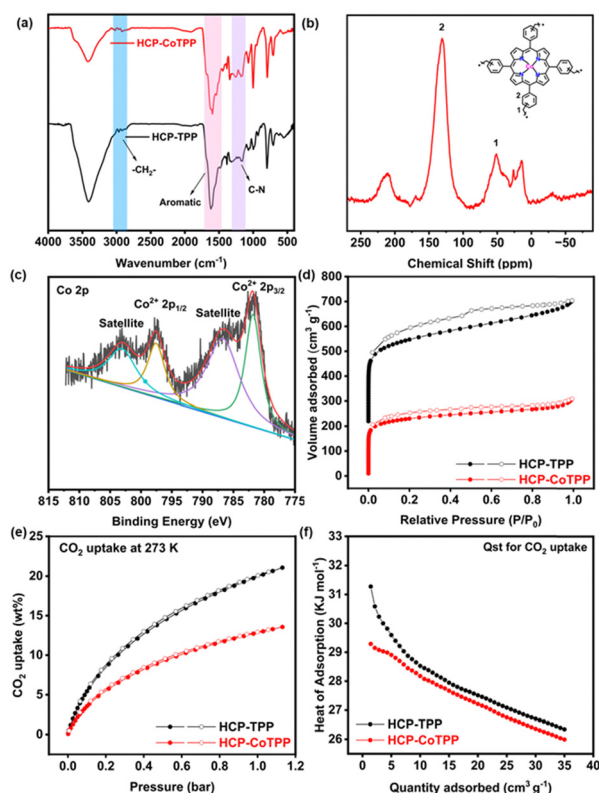 (a)
HCP-CoTPP
HCP-TPP
-CH₂-
Aromatic
C-N
4000 3500 3000 2500 2000 1500 1000 500
Wavenumber (cm⁻¹)
(b)
2
1
2
1
N N N N
250 200 150 100 50 0 -50
Chemical Shift (ppm)
(c)
Co 2p
Co²⁺ 2p₃/₂
Co²⁺ 2p₁/₂
Satellite
Satellite
815 810 805 800 795 790 785 780 775
Binding Energy (eV)
(d)
Volume adsorbed (cm³ g⁻¹)
800
700
600
500
400
300
200
100
0
HCP-TPP
HCP-CoTPP
0.0 0.2 0.4 0.6 0.8 1.0
Relative Pressure (P/P₀)
(e)
CO₂ uptake at 273 K
CO₂ uptake (wt%)
25
20
15
10
5
0
HCP-TPP
HCP-CoTPP
0.0 0.2 0.4 0.6 0.8 1.0 1.2
Pressure (bar)
(f)
Qst for CO₂ uptake
Heat of Adsorption (KJ mol⁻¹)
33
32
31
30
29
28
27
26
HCP-TPP
HCP-CoTPP
0 5 10 15 20 25 30 35 40
Quantity adsorbed (cm³ g⁻¹)